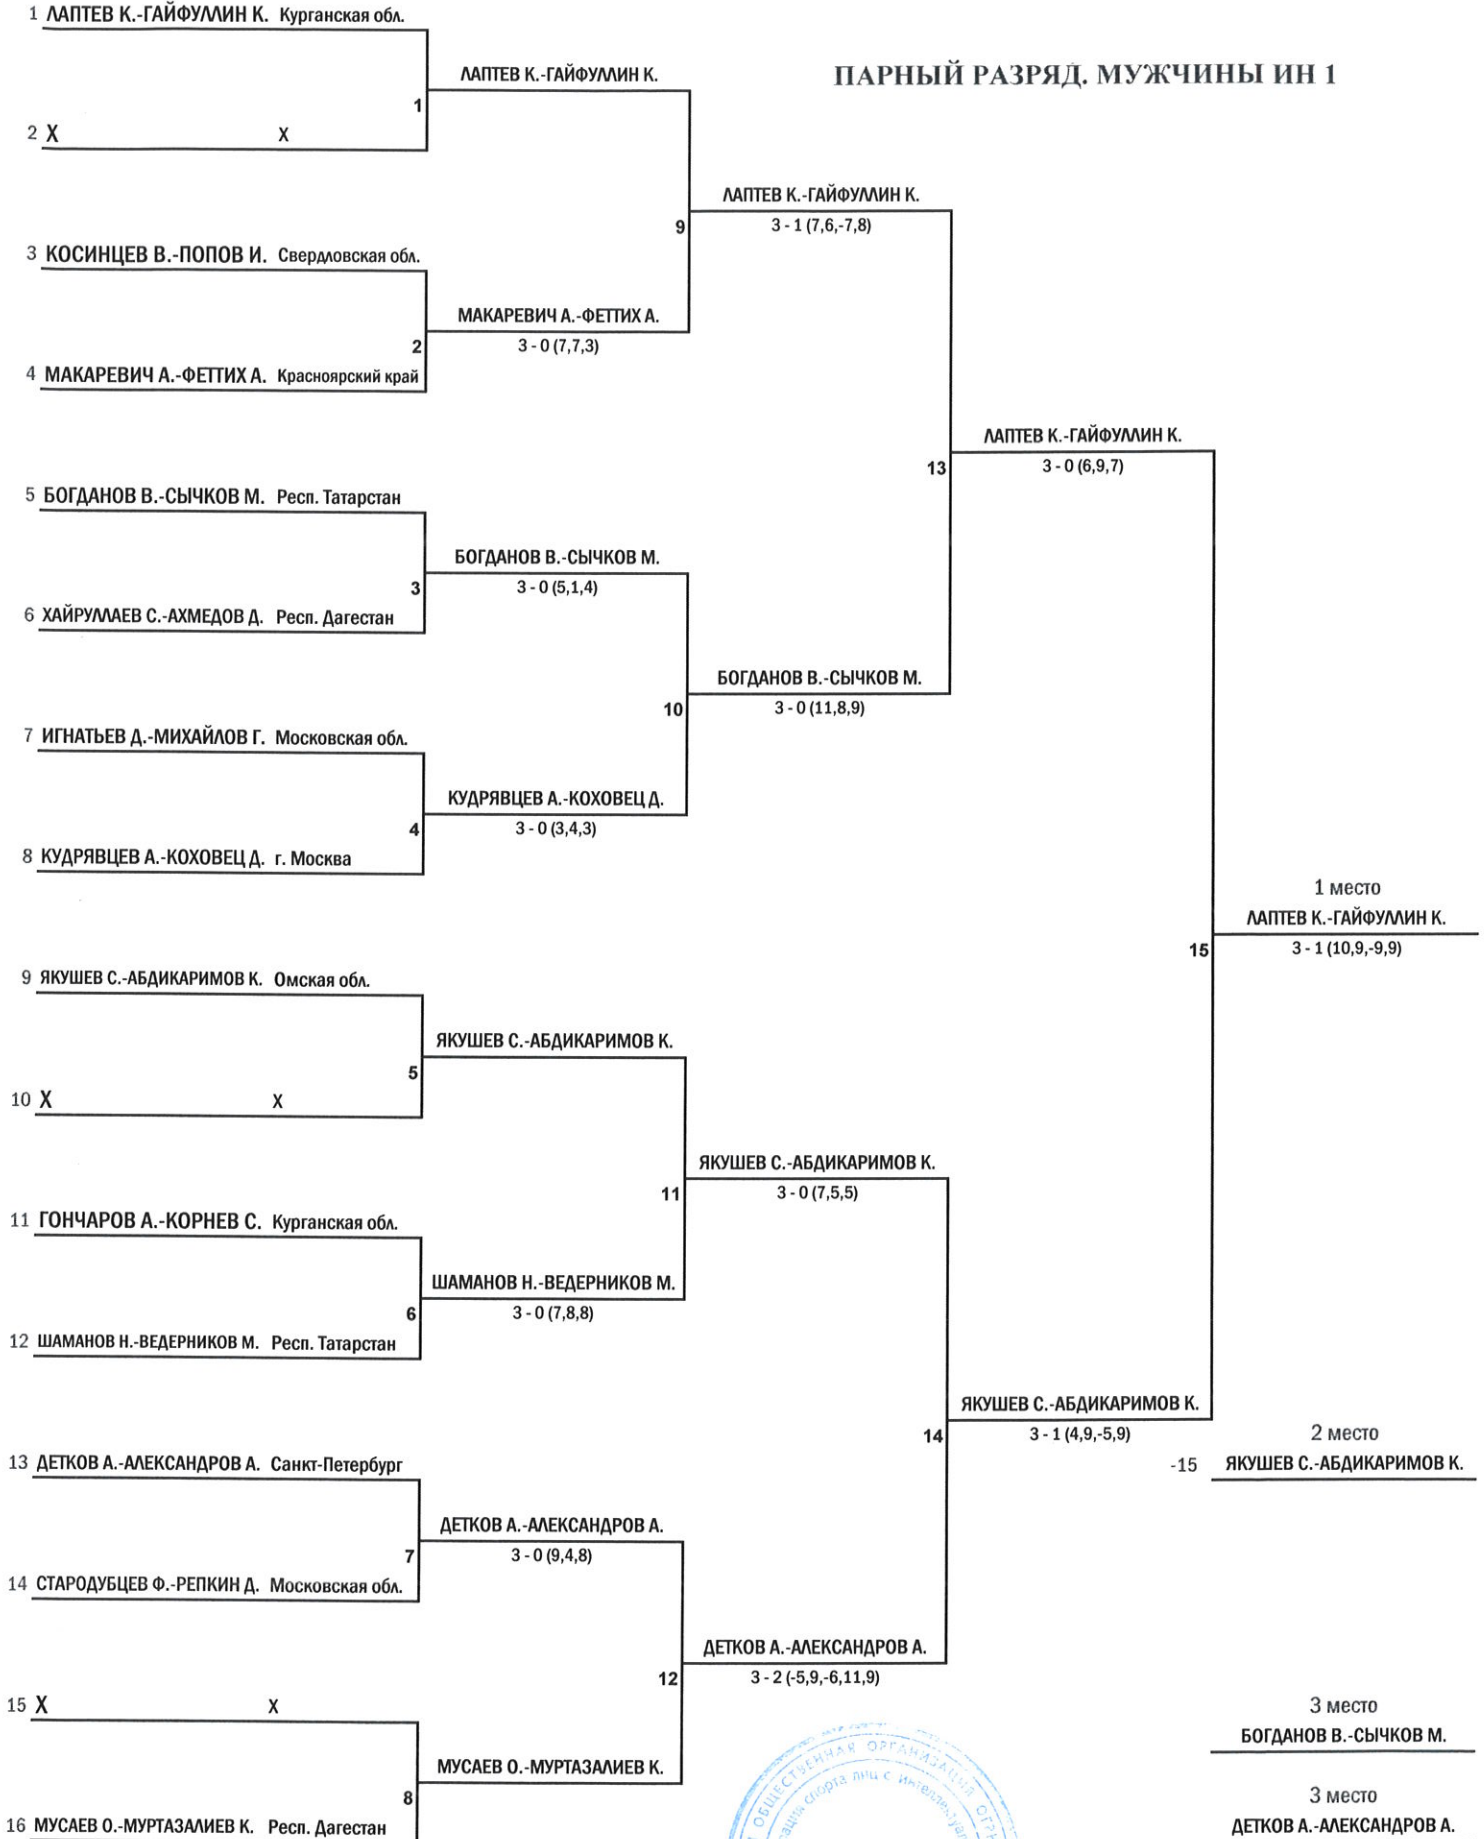 1 ЛАПТЕВ К.-ГАЙФУЛЛИН К. Курганская обл.
ПАРНЫЙ РАЗРЯД. МУЖЧИНЫ ИН 1
ЛАПТЕВ К.-ГАЙФУЛЛИН К.
1
2 X X
ЛАПТЕВ К.-ГАЙФУЛЛИН К.
9
3 - 1 (7,6,-7,8)
3 КОСИНЦЕВ В.-ПОПОВ И. Свердловская обл.
МАКАРЕВИЧ А.-ФЕТТИХ А.
2
3 - 0 (7,7,3)
4 МАКАРЕВИЧ А.-ФЕТТИХ А. Красноярский край
ЛАПТЕВ К.-ГАЙФУЛЛИН К.
13
3 - 0 (6,9,7)
5 БОГДАНОВ В.-СЫЧКОВ М. Респ. Татарстан
БОГДАНОВ В.-СЫЧКОВ М.
3
3 - 0 (5,1,4)
6 ХАЙРУЛЛАЕВ С.-АХМЕДОВ Д. Респ. Дагестан
БОГДАНОВ В.-СЫЧКОВ М.
10
3 - 0 (11,8,9)
7 ИГНАТЬЕВ Д.-МИХАЙЛОВ Г. Московская обл.
КУДРЯВЦЕВ А.-КОХОВЕЦ Д.
4
3 - 0 (3,4,3)
8 КУДРЯВЦЕВ А.-КОХОВЕЦ Д. г. Москва
1 место
ЛАПТЕВ К.-ГАЙФУЛЛИН К.
15
3 - 1 (10,9,-9,9)
9 ЯКУШЕВ С.-АБДИКАРИМОВ К. Омская обл.
ЯКУШЕВ С.-АБДИКАРИМОВ К.
5
10 X X
ЯКУШЕВ С.-АБДИКАРИМОВ К.
11
3 - 0 (7,5,5)
11 ГОНЧАРОВ А.-КОРНЕВ С. Курганская обл.
ШАМАНОВ Н.-ВЕДЕРНИКОВ М.
6
3 - 0 (7,8,8)
12 ШАМАНОВ Н.-ВЕДЕРНИКОВ М. Респ. Татарстан
ЯКУШЕВ С.-АБДИКАРИМОВ К.
14
3 - 1 (4,9,-5,9)
2 место
-15 ЯКУШЕВ С.-АБДИКАРИМОВ К.
13 ДЕТКОВ А.-АЛЕКСАНДРОВ А. Санкт-Петербург
ДЕТКОВ А.-АЛЕКСАНДРОВ А.
7
3 - 0 (9,4,8)
14 СТАРОДУБЦЕВ Ф.-РЕПКИН Д. Московская обл.
ДЕТКОВ А.-АЛЕКСАНДРОВ А.
12
3 - 2 (-5,9,-6,11,9)
15 X X
3 место
БОГДАНОВ В.-СЫЧКОВ М.
МУСАЕВ О.-МУРТАЗАЛИЕВ К.
8
16 МУСАЕВ О.-МУРТАЗАЛИЕВ К. Респ. Дагестан
3 место
ДЕТКОВ А.-АЛЕКСАНДРОВ А.
ОБЩЕСТВЕННАЯ ОРГАНИЗАЦИЯ
спорта лиц с